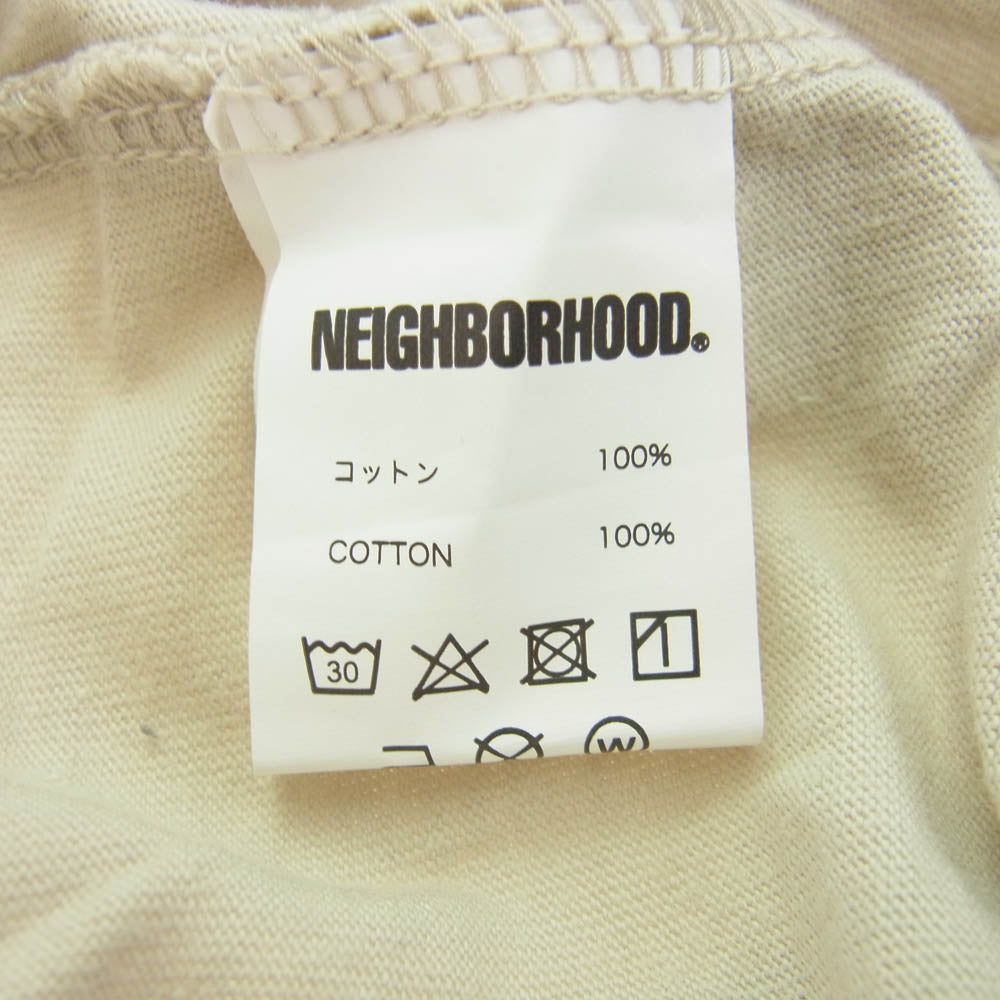 NEIGHBORHOOD®
コットン 100%
COTTON 100%
30
W